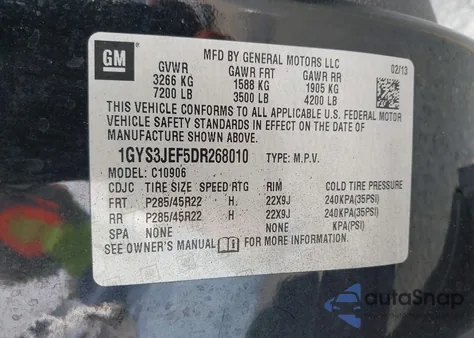 GM
MFD BY GENERAL MOTORS LLC
02/13
GVWR GAWR FRT GAWR RR
3266 KG 1588 KG 1905 KG
7200 LB 3500 LB 4200 LB
THIS VEHICLE CONFORMS TO ALL APPLICABLE U.S. FEDERAL MOTOR
VEHICLE SAFETY STANDARDS IN EFFECT ON THE DATE OF
MANUFACTURE SHOWN ABOVE.
1GYS3JEF5DR268010 TYPE: M.P.V.
MODEL: C10906
CDJC TIRE SIZE SPEED RTG RIM COLD TIRE PRESSURE
FRT P285/45R22 H 22X9J 240KPA(35PSI)
RR P285/45R22 H 22X9J 240KPA(35PSI)
SPA NONE NONE KPA(PSI)
SEE OWNER'S MANUAL FOR MORE INFORMATION.
autoSnap